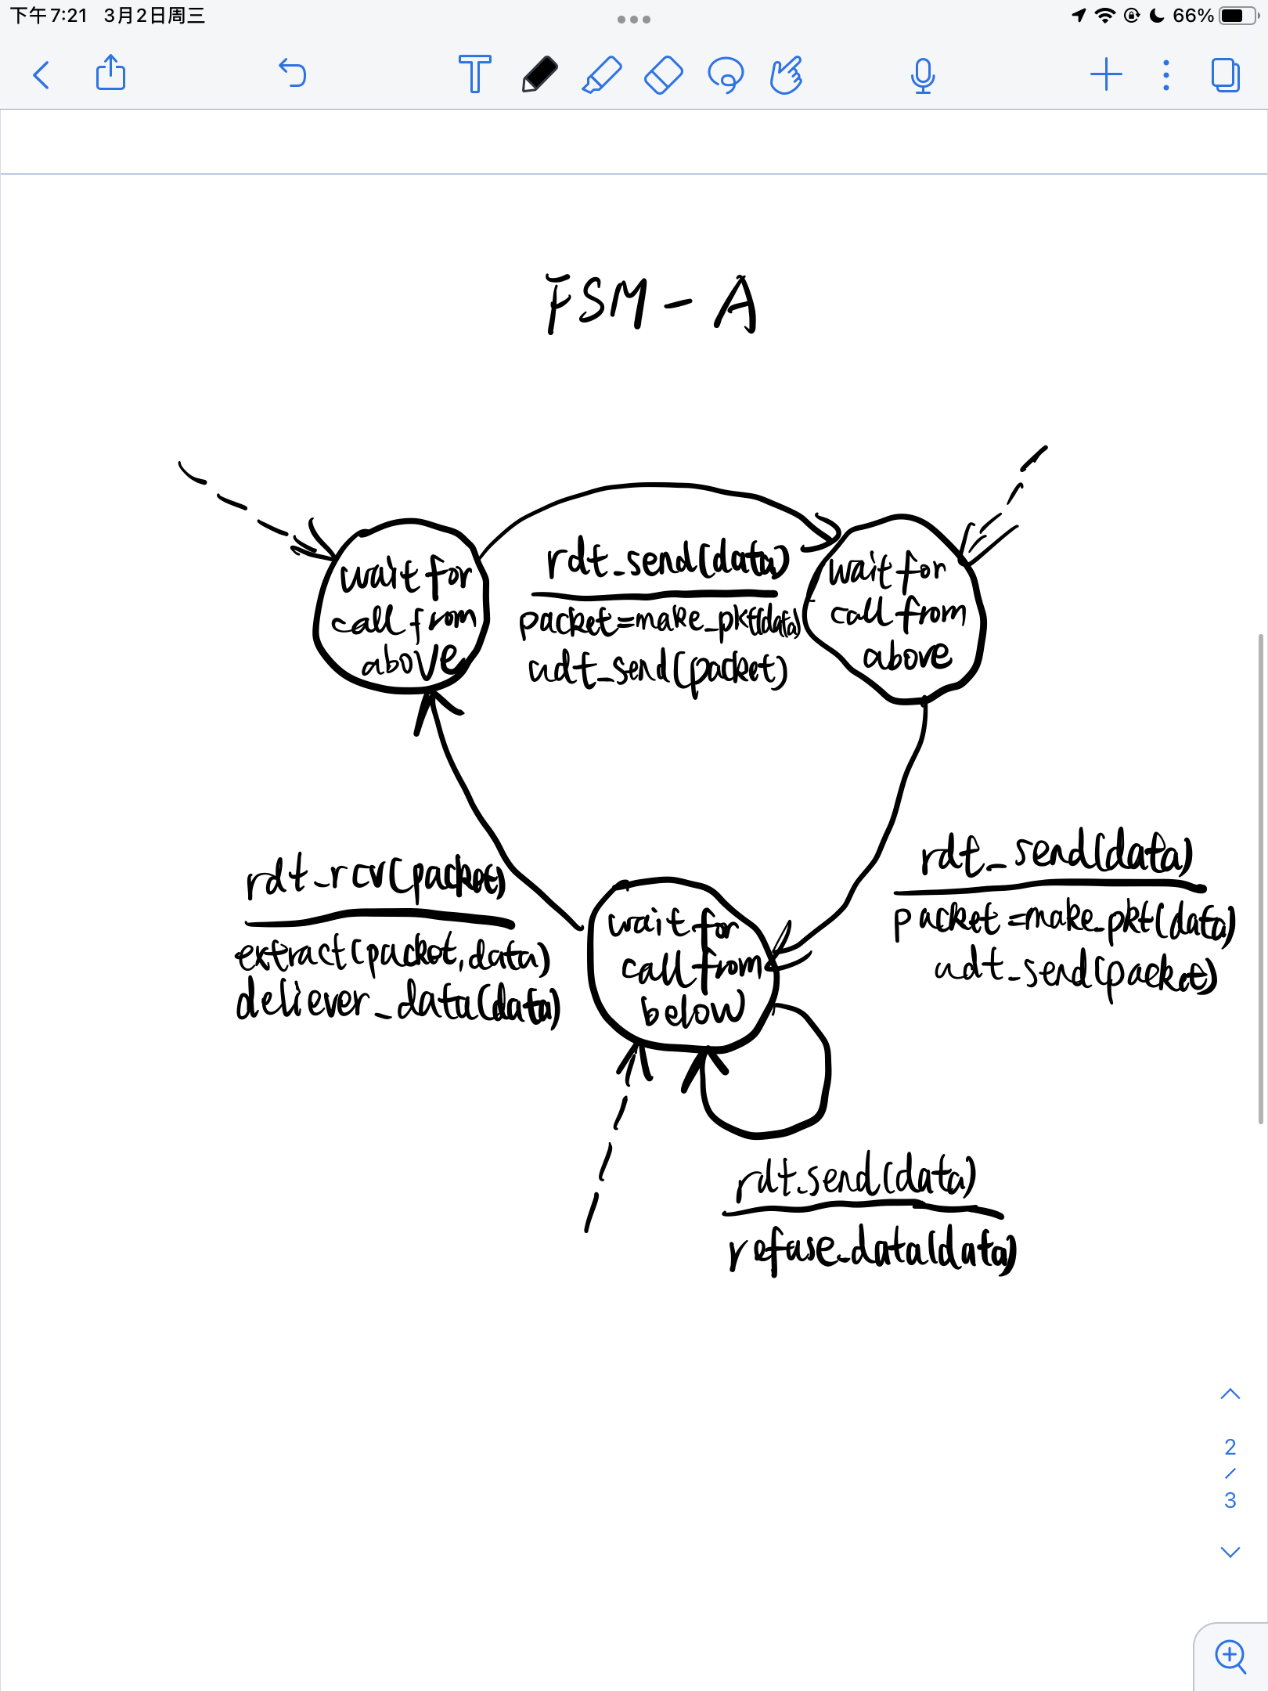 下午7:21 3月2日周三
66%
T
FSM - A
wait for
call from
above
rdt_send(data)
packet=make_pkt(data)
udt_send(packet)
wait for
call from
above
rdt_rcv(packet)
extract(packet, data)
deliever_data(data)
wait for
call from
below
rdt_send(data)
packet=make_pkt(data)
udt_send(packet)
rdt_send(data)
refuse_data(data)
2
/
3